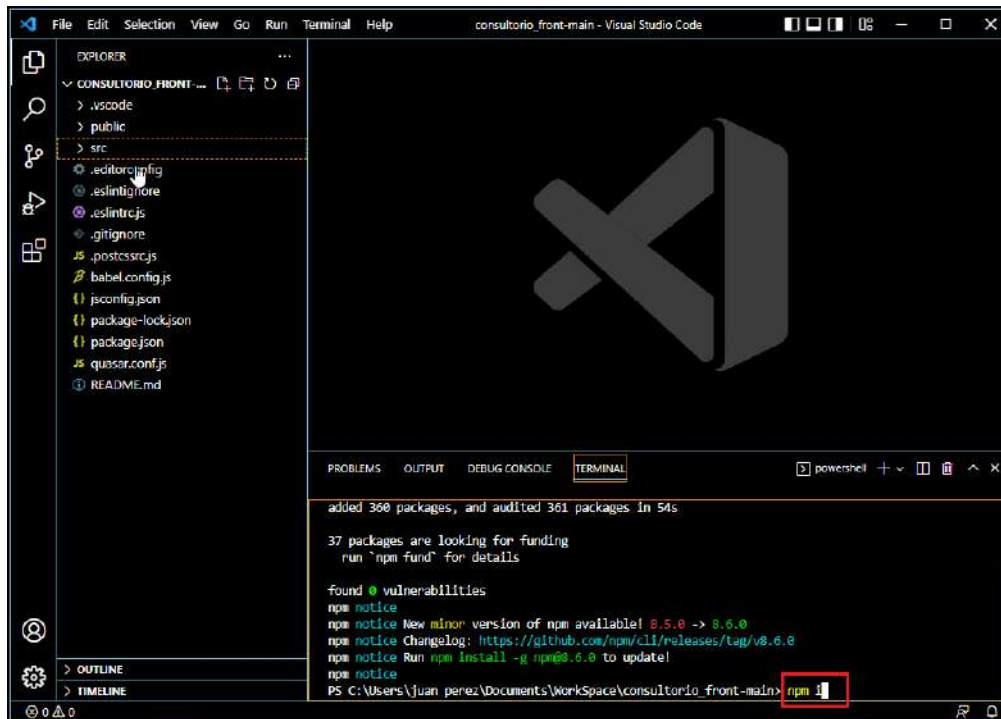 File Edit Selection View Go Run Terminal Help consultorio_front-main - Visual Studio Code
EXPLORER ...
CONSULTORIO_FRONT-...
.vscode
public
src
.editorconfig
.eslintignore
.eslintrc.js
.gitignore
JS .postcssrc.js
babel.config.js
{} jsconfig.json
{} package-lock.json
{} package.json
JS quasar.conf.js
README.md
OUTLINE
TIMELINE
PROBLEMS OUTPUT DEBUG CONSOLE TERMINAL powershell
added 360 packages, and audited 361 packages in 54s
37 packages are looking for funding
run `npm fund` for details
found 0 vulnerabilities
npm notice
npm notice New minor version of npm available! 8.5.0 -> 8.6.0
npm notice Changelog: https://github.com/npm/cli/releases/tag/v8.6.0
npm notice Run npm install -g npm@8.6.0 to update!
npm notice
PS C:\Users\juan perez\Documents\WorkSpace\consultorio_front-main> npm i
0 0